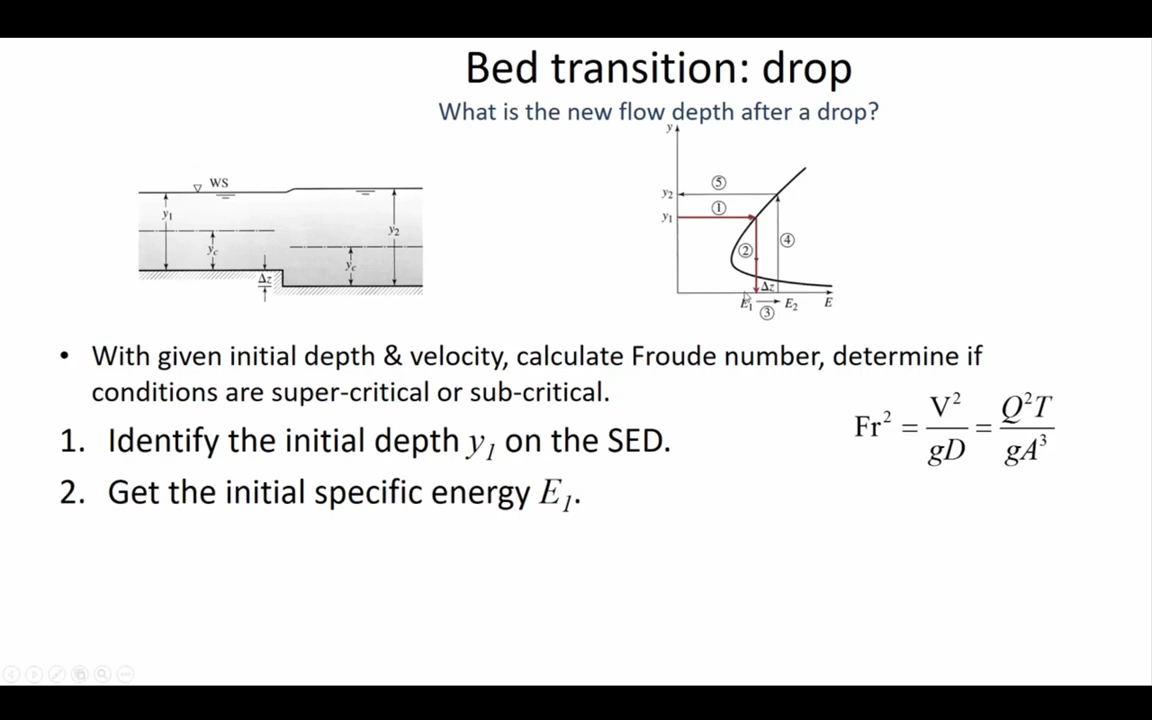 Bed transition: drop
What is the new flow depth after a drop?
WS
y₁
y_c
Δz
y_c
y₂
y
y₂
⑤
y₁
①
②
④
Δz
E₁
③
E₂
E
• With given initial depth & velocity, calculate Froude number, determine if
conditions are super-critical or sub-critical.
Fr² = V²/gD = Q²T/gA³
1. Identify the initial depth y₁ on the SED.
2. Get the initial specific energy E₁.